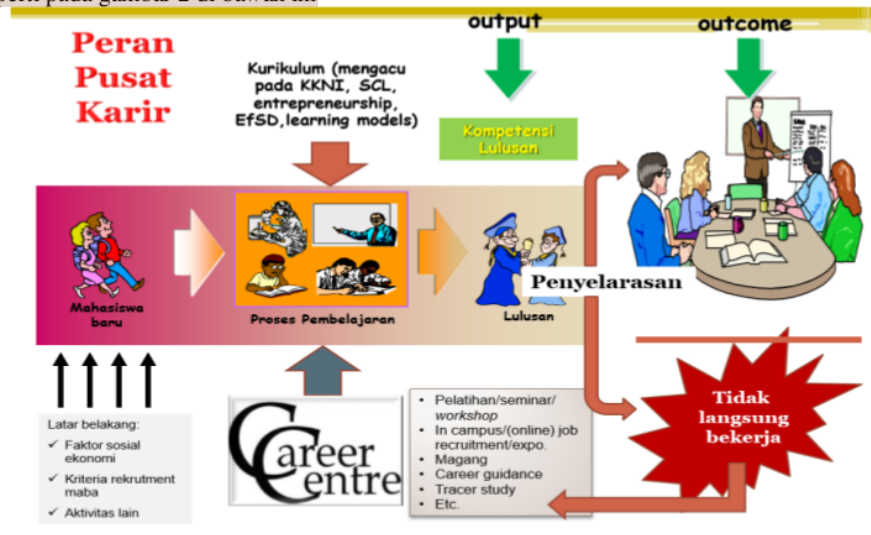 output
outcome
Peran
Pusat
Karir
Kurikulum (mengacu
pada KKNI, SCL,
entrepreneurship,
EfSD,learning models)
Kompetensi
Lulusan
Penyelarasan
Mahasiswa
baru
Proses Pembelajaran
Lulusan
Latar belakang:
✓ Faktor sosial
ekonomi
✓ Kriteria rekrutment
maba
✓ Aktivitas lain
Career
Centre
• Pelatihan/seminar/
workshop
• In campus/(online) job
recruitment/expo.
• Magang
• Career guidance
• Tracer study
• Etc.
Tidak
langsung
bekerja